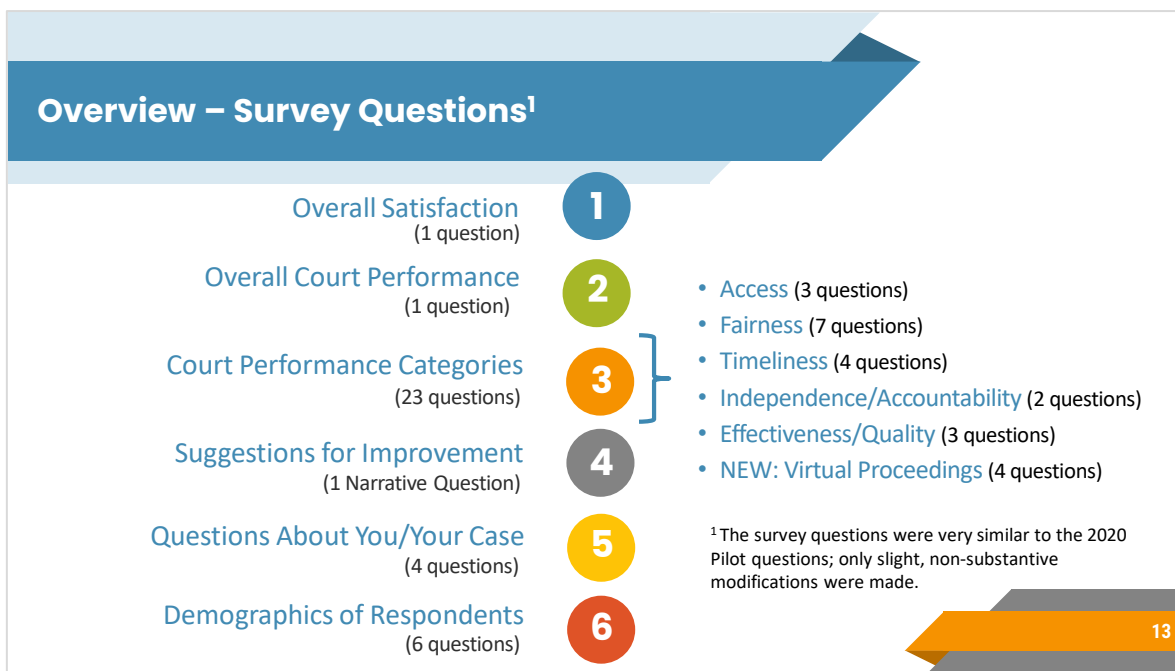 Overview – Survey Questions¹
Overall Satisfaction
(1 question)
1
Overall Court Performance
(1 question)
2
Court Performance Categories
(23 questions)
3
• Access (3 questions)
• Fairness (7 questions)
• Timeliness (4 questions)
• Independence/Accountability (2 questions)
• Effectiveness/Quality (3 questions)
• NEW: Virtual Proceedings (4 questions)
Suggestions for Improvement
(1 Narrative Question)
4
Questions About You/Your Case
(4 questions)
5
Demographics of Respondents
(6 questions)
6
¹ The survey questions were very similar to the 2020
Pilot questions; only slight, non-substantive
modifications were made.
13